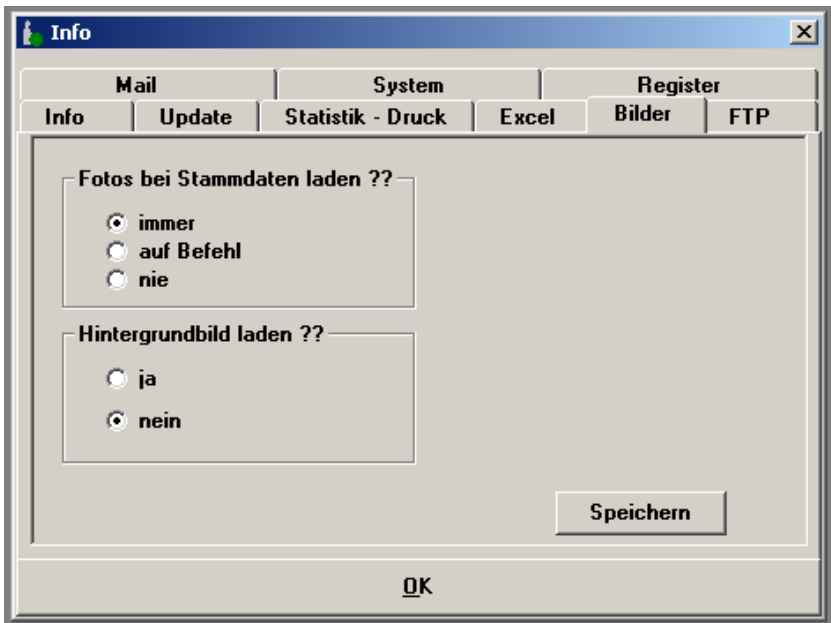 Info
Mail System Register
Info Update Statistik - Druck Excel Bilder FTP
Fotos bei Stammdaten laden ??
immer
auf Befehl
nie
Hintergrundbild laden ??
ja
nein
Speichern
OK